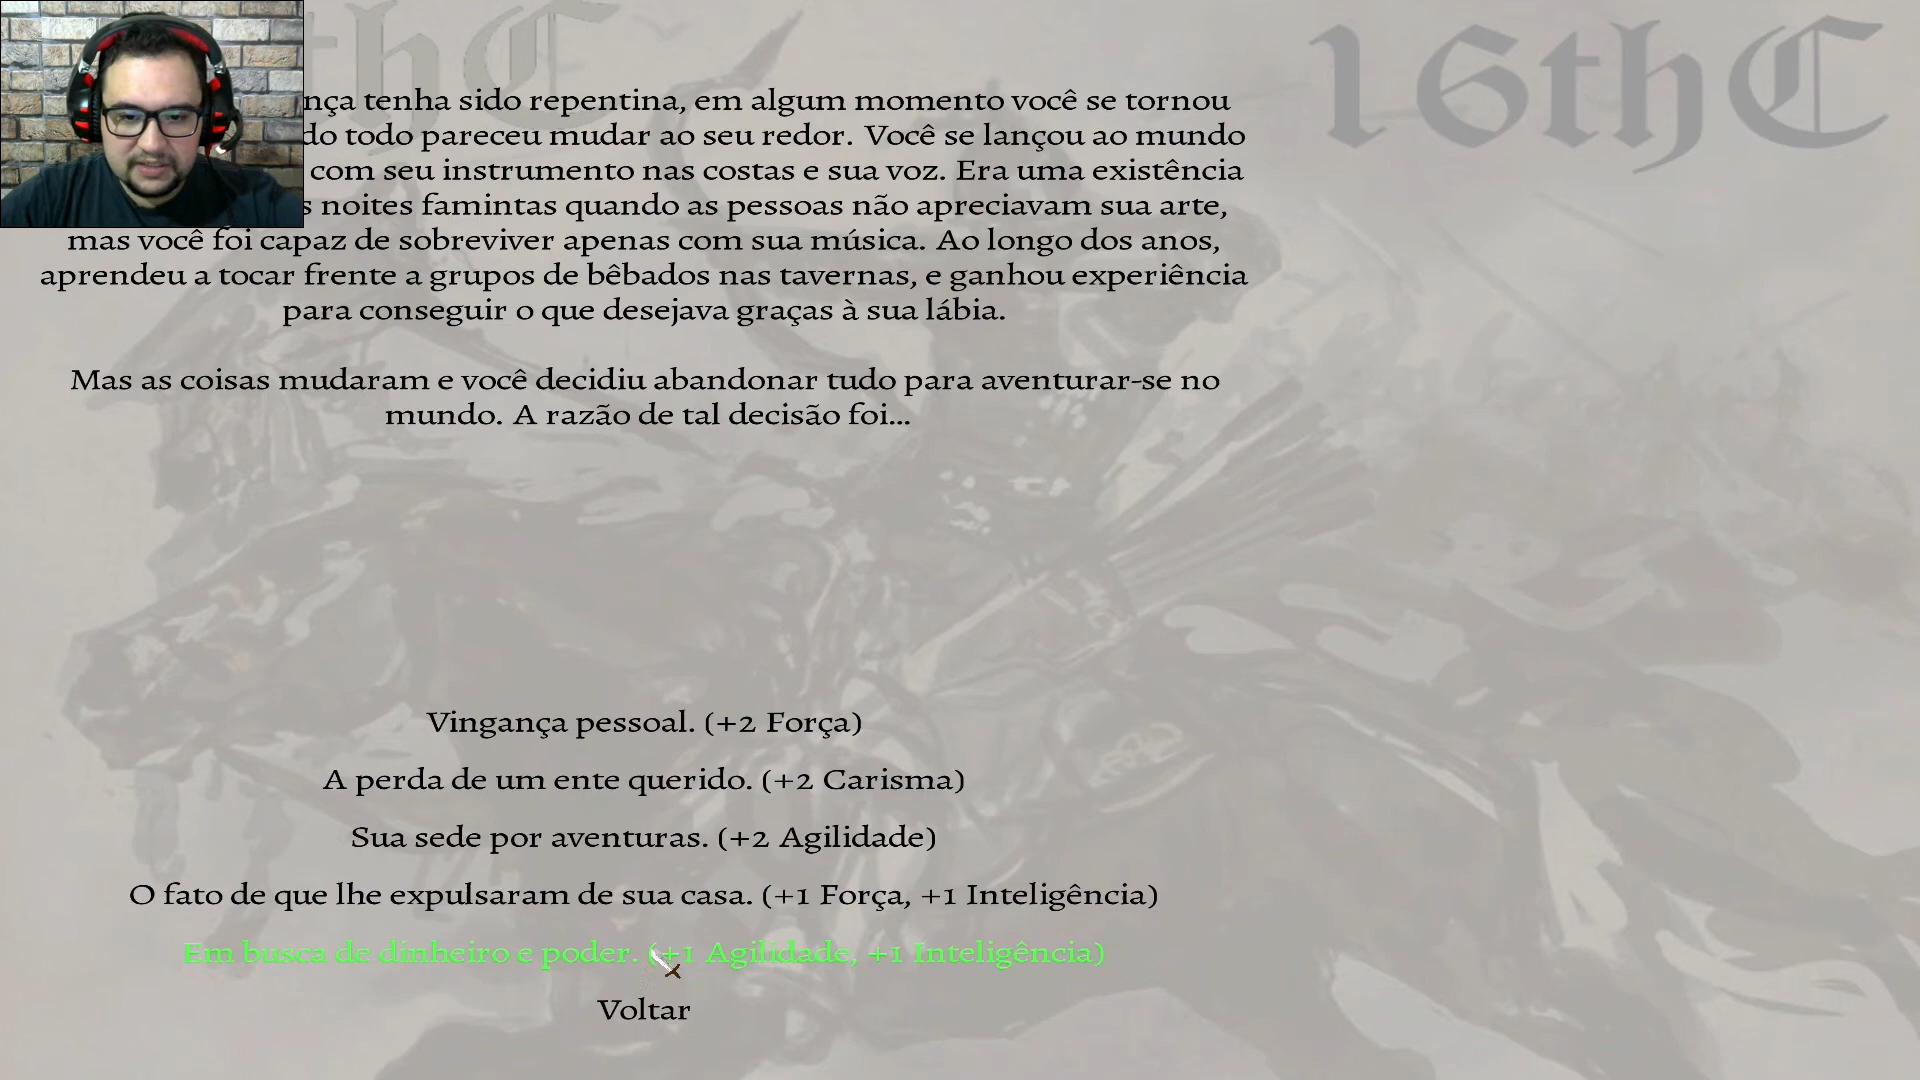 thC
16thC
nça tenha sido repentina, em algum momento você se tornou
do todo pareceu mudar ao seu redor. Você se lançou ao mundo
com seu instrumento nas costas e sua voz. Era uma existência
s noites famintas quando as pessoas não apreciavam sua arte,
mas você foi capaz de sobreviver apenas com sua música. Ao longo dos anos,
aprendeu a tocar frente a grupos de bêbados nas tavernas, e ganhou experiência
para conseguir o que desejava graças à sua lábia.
Mas as coisas mudaram e você decidiu abandonar tudo para aventurar-se no
mundo. A razão de tal decisão foi...
Vingança pessoal. (+2 Força)
A perda de um ente querido. (+2 Carisma)
Sua sede por aventuras. (+2 Agilidade)
O fato de que lhe expulsaram de sua casa. (+1 Força, +1 Inteligência)
Em busca de dinheiro e poder. (+1 Agilidade, +1 Inteligência)
Voltar